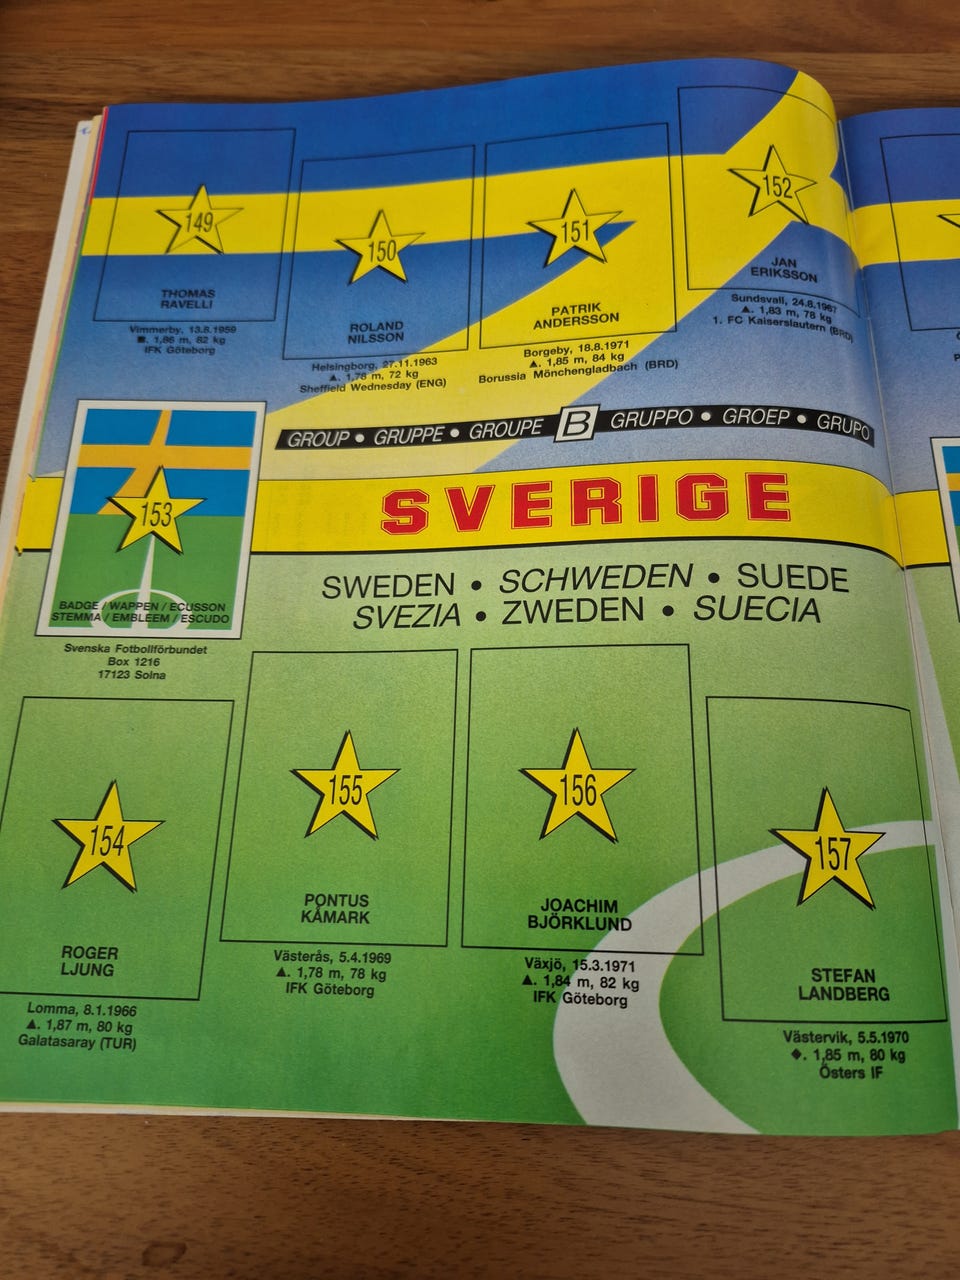 149
THOMAS
RAVELLI
Vimmerby, 13.8.1959
■. 1,86 m, 82 kg
IFK Göteborg
150
ROLAND
NILSSON
Helsingborg, 27.11.1963
▲. 1,78 m, 72 kg
Sheffield Wednesday (ENG)
151
PATRIK
ANDERSSON
Borgeby, 18.8.1971
▲. 1,85 m, 84 kg
Borussia Mönchengladbach (BRD)
152
JAN
ERIKSSON
Sundsvall, 24.8.1967
▲. 1,83 m, 78 kg
1. FC Kaiserslautern (BRD)
GROUP • GRUPPE • GROUPE B GRUPPO • GROEP • GRUPO
SVERIGE
SWEDEN • SCHWEDEN • SUEDE
SVEZIA • ZWEDEN • SUECIA
153
BADGE / WAPPEN / ECUSSON
STEMMA / EMBLEEM / ESCUDO
Svenska Fotbollförbundet
Box 1216
17123 Solna
154
ROGER
LJUNG
Lomma, 8.1.1966
▲. 1,87 m, 80 kg
Galatasaray (TUR)
155
PONTUS
KÅMARK
Västerås, 5.4.1969
▲. 1,78 m, 78 kg
IFK Göteborg
156
JOACHIM
BJÖRKLUND
Växjö, 15.3.1971
▲. 1,84 m, 82 kg
IFK Göteborg
157
STEFAN
LANDBERG
Västervik, 5.5.1970
◆. 1,85 m, 80 kg
Östers IF